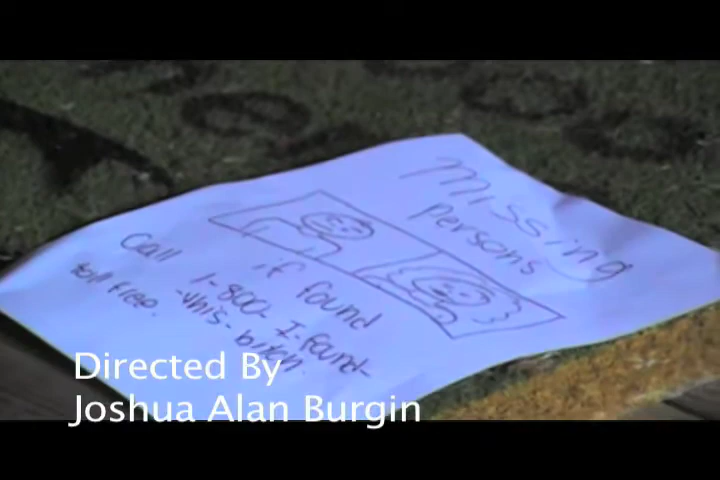 Missing
persons
if found
Call 1-800-I-found-
this-bitch.
toll free.
Directed By
Joshua Alan Burgin